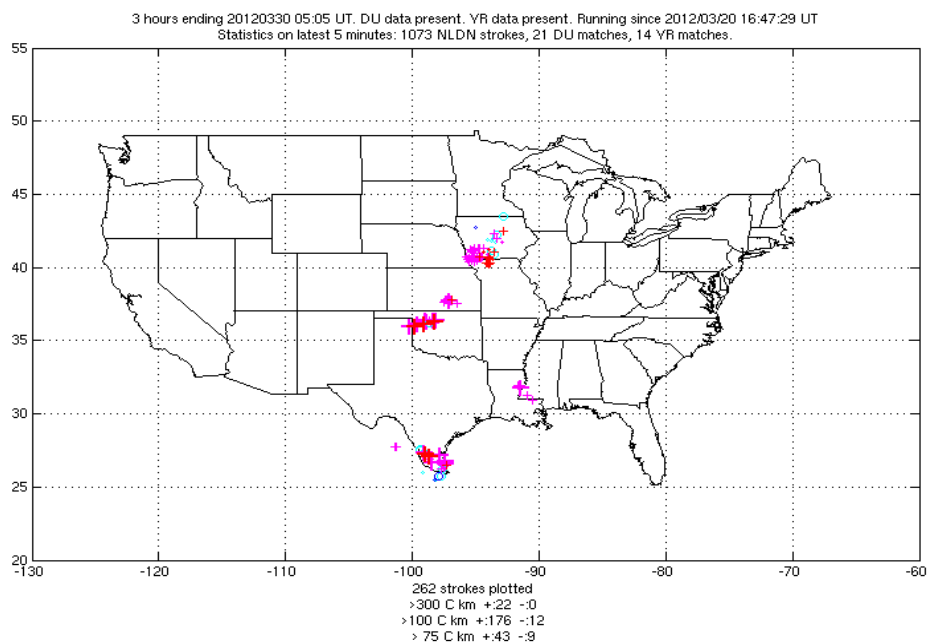 3 hours ending 20120330 05:05 UT. DU data present. YR data present. Running since 2012/03/20 16:47:29 UT
Statistics on latest 5 minutes: 1073 NLDN strokes, 21 DU matches, 14 YR matches.
60
55
50
45
40
35
30
25
20
-130 -120 -110 -100 -90 -80 -70 -60
262 strokes plotted
>300 C km +:22 -:0
>100 C km +:176 -:12
> 75 C km +:43 -:9